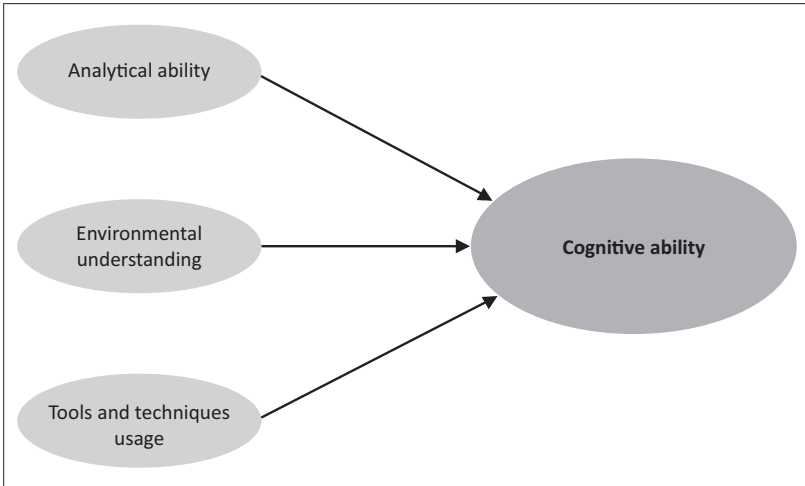 Analytical ability
Environmental
understanding
Cognitive ability
Tools and techniques
usage